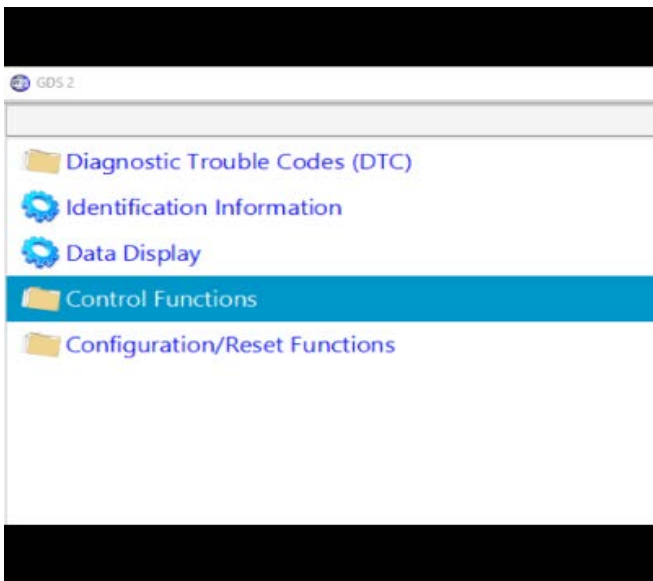 GDS 2
Diagnostic Trouble Codes (DTC)
Identification Information
Data Display
Control Functions
Configuration/Reset Functions